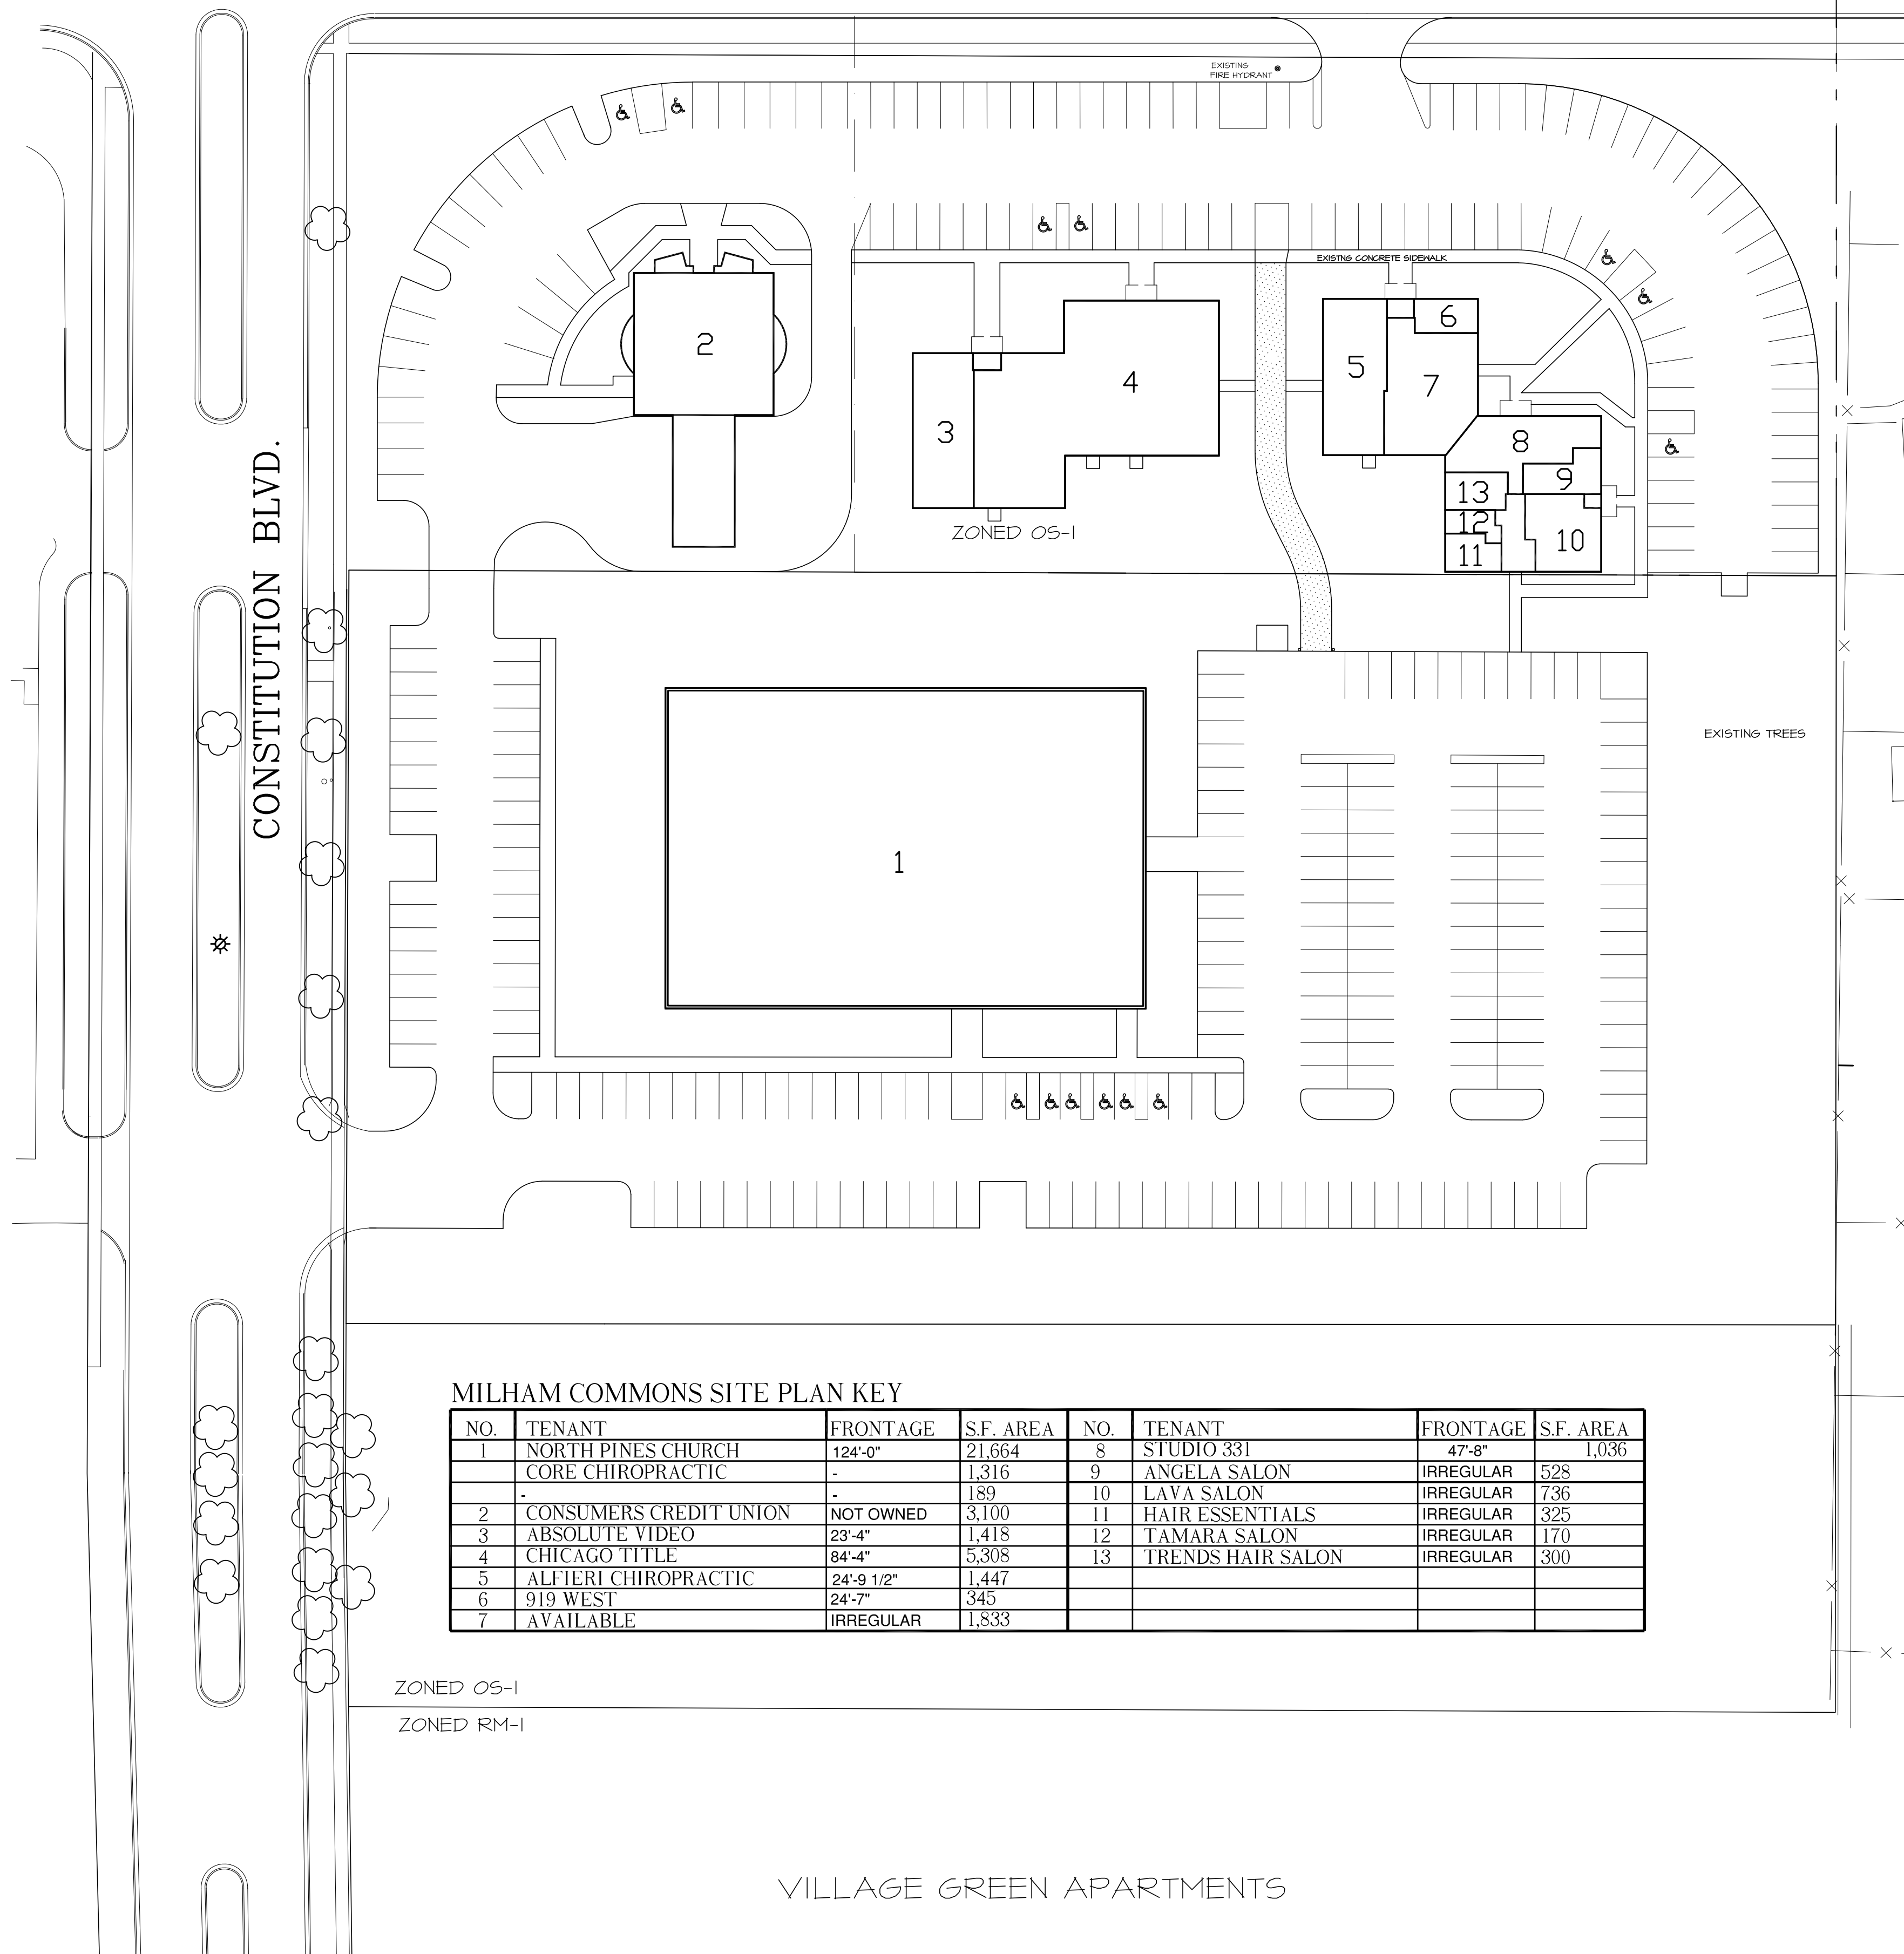 EXISTING
FIRE HYDRANT
EXISTNG CONCRETE SIDEWALK
2
3
4
5
6
7
8
9
10
11
12
13
ZONED OS-1
CONSTITUTION BLVD.
EXISTING TREES
1
MILHAM COMMONS SITE PLAN KEY
NO. TENANT FRONTAGE S.F. AREA NO. TENANT FRONTAGE S.F. AREA
1 NORTH PINES CHURCH 124'-0" 21,664 8 STUDIO 331 47'-8" 1,036
CORE CHIROPRACTIC - 1,316 9 ANGELA SALON IRREGULAR 528
- - 189 10 LAVA SALON IRREGULAR 736
2 CONSUMERS CREDIT UNION NOT OWNED 3,100 11 HAIR ESSENTIALS IRREGULAR 325
3 ABSOLUTE VIDEO 23'-4" 1,418 12 TAMARA SALON IRREGULAR 170
4 CHICAGO TITLE 84'-4" 5,308 13 TRENDS HAIR SALON IRREGULAR 300
5 ALFIERI CHIROPRACTIC 24'-9 1/2" 1,447
6 919 WEST 24'-7" 345
7 AVAILABLE IRREGULAR 1,833
ZONED OS-1
ZONED RM-1
VILLAGE GREEN APARTMENTS